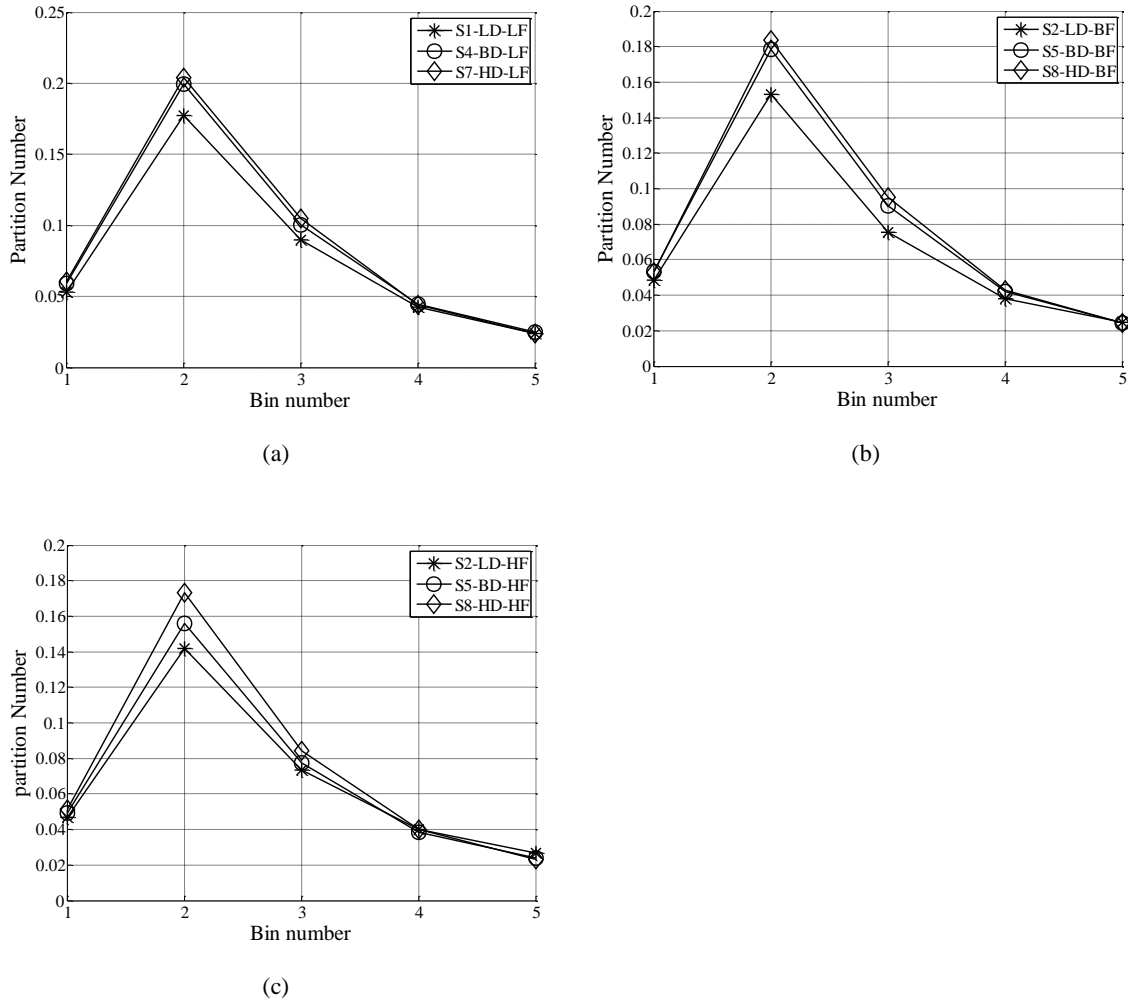 0.25
0.2
0.15
0.1
0.05
0
1
2
3
4
5
Partition Number
Bin number
S1-LD-LF
S4-BD-LF
S7-HD-LF
(a)
0.2
0.18
0.16
0.14
0.12
0.1
0.08
0.06
0.04
0.02
0
1
2
3
4
5
Partition Number
Bin number
S2-LD-BF
S5-BD-BF
S8-HD-BF
(b)
0.2
0.18
0.16
0.14
0.12
0.1
0.08
0.06
0.04
0.02
0
1
2
3
4
5
partition Number
Bin number
S2-LD-HF
S5-BD-HF
S8-HD-HF
(c)